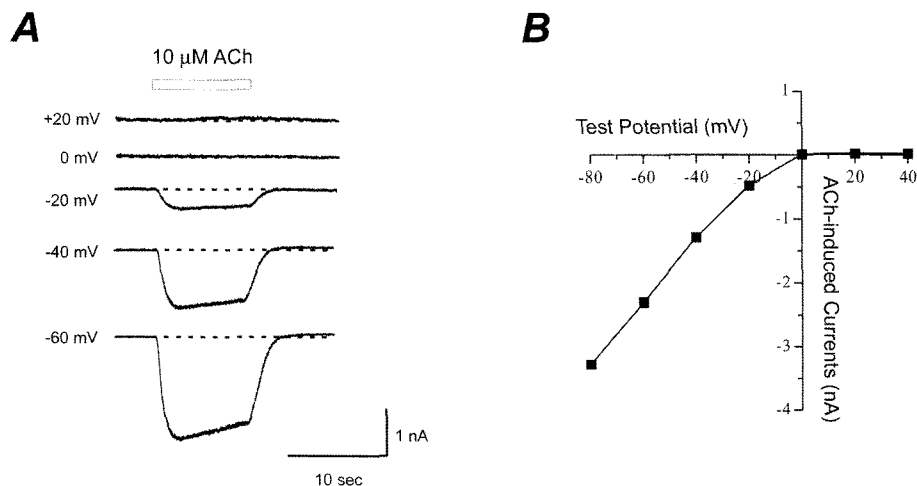 A
10 μM ACh
+20 mV
0 mV
-20 mV
-40 mV
-60 mV
1 nA
10 sec
B
Test Potential (mV)
1
-80
-60
-40
-20
20
40
-1
-2
-3
-4
ACh-induced Currents (nA)